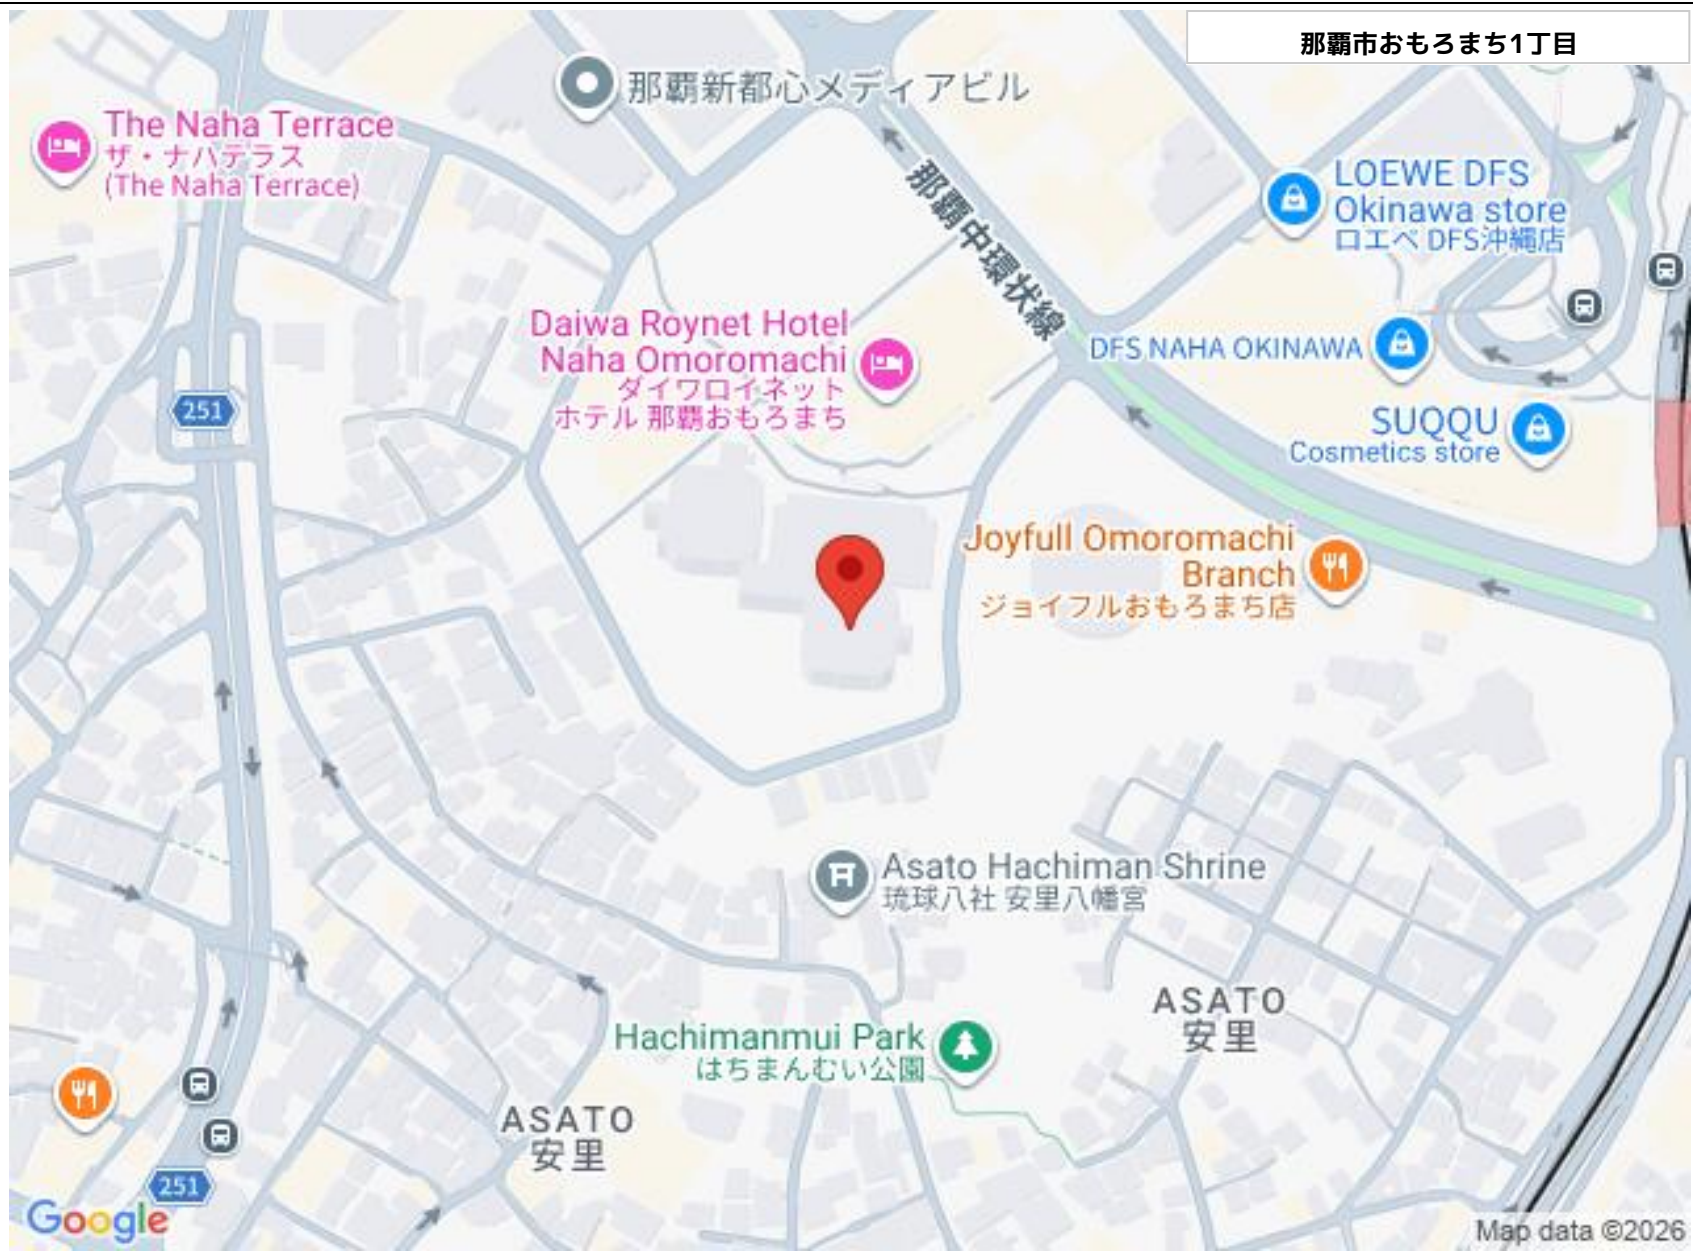 那覇市おもろまち1丁目
那覇新都心メディアビル
The Naha Terrace
ザ・ナハテラス
(The Naha Terrace)
那覇中環状線
LOEWE DFS
Okinawa store
ロエベ DFS沖縄店
Daiwa Roynet Hotel
Naha Omoromachi
ダイワロイネット
ホテル 那覇おもろまち
DFS NAHA OKINAWA
251
SUQQU
Cosmetics store
Joyfull Omoromachi
Branch
ジョイフルおもろまち店
Asato Hachiman Shrine
琉球八社 安里八幡宮
ASATO
安里
Hachimanmui Park
はちまんむい公園
ASATO
安里
251
Google
Map data ©2026